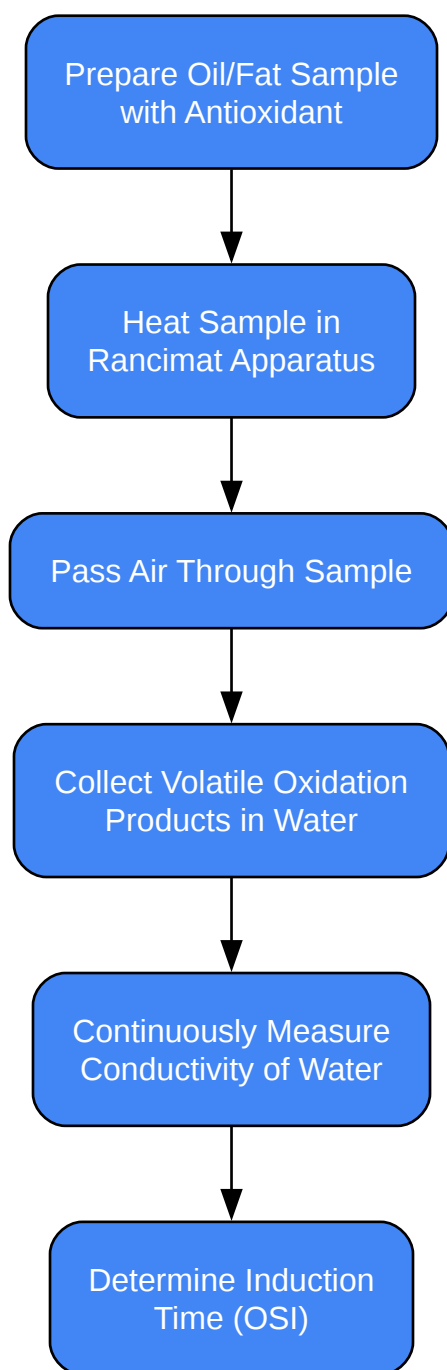 Prepare Oil/Fat Sample
with Antioxidant
Heat Sample in
Rancimat Apparatus
Pass Air Through Sample
Collect Volatile Oxidation
Products in Water
Continuously Measure
Conductivity of Water
Determine Induction
Time (OSI)